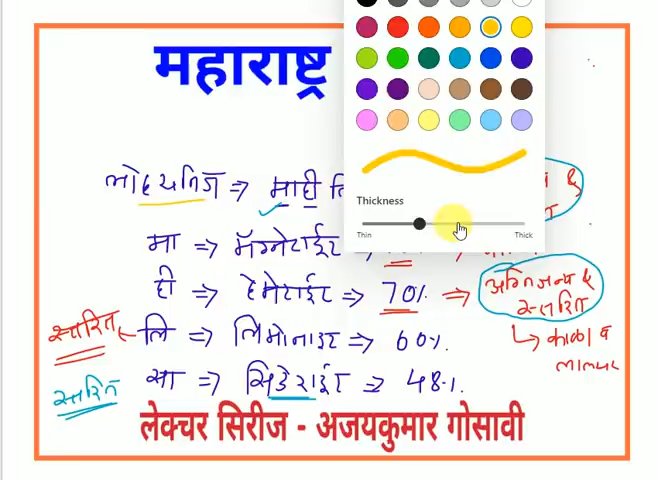 महाराष्ट्र
लोहखनिज ⇒ माही लि
Thickness
Thin Thick
मा ⇒ मॅग्नेटाईट ⇒
ही ⇒ हेमेटाईट ⇒ 70% ⇒ अग्निजन्य & स्तरित
स्तरित लि ⇒ लिमोनाइट ⇒ 60%. ↳ काळा व लालसर
स्तरित सा ⇒ सिडेराईट ⇒ 48%.
लेक्चर सिरीज - अजयकुमार गोसावी